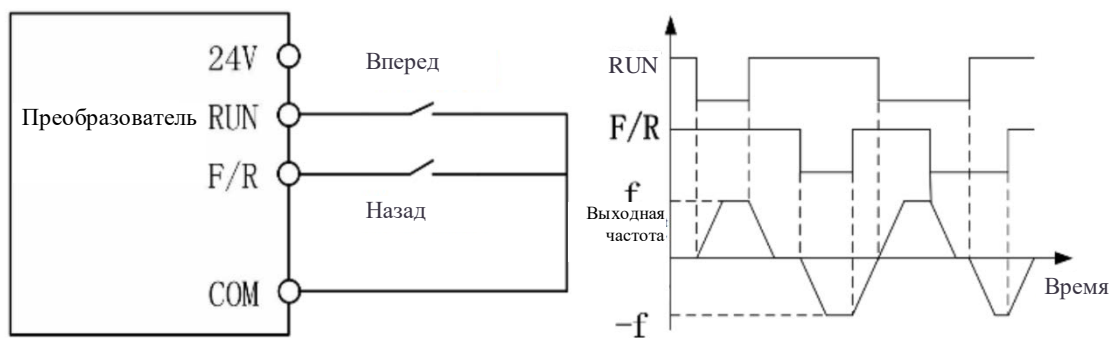 24V
Вперед
Преобразователь
RUN
F/R
Назад
COM
RUN
F/R
f
Выходная
частота
Время
-f